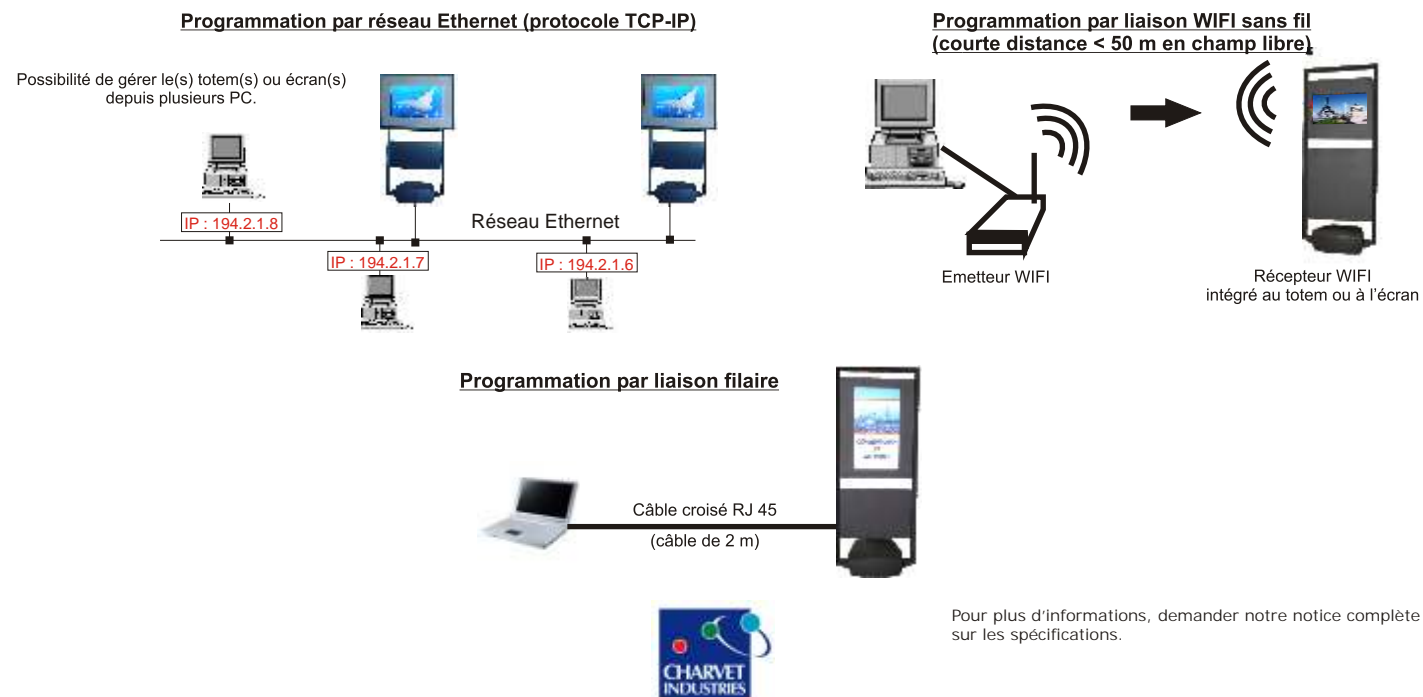 Programmation par réseau Ethernet (protocole TCP-IP)
Possibilité de gérer le(s) totem(s) ou écran(s)
depuis plusieurs PC.
IP : 194.2.1.8
Réseau Ethernet
IP : 194.2.1.7
IP : 194.2.1.6
Programmation par liaison WIFI sans fil
(courte distance < 50 m en champ libre)
Emetteur WIFI
Récepteur WIFI
intégré au totem ou à l'écran
Programmation par liaison filaire
Câble croisé RJ 45
(câble de 2 m)
CHARVET
INDUSTRIES
Pour plus d'informations, demander notre notice complète
sur les spécifications.